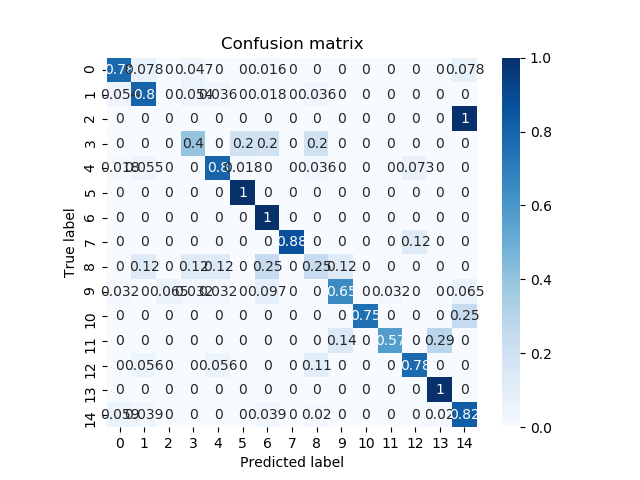 Confusion matrix
0 0.78 0.078 0 0.047 0 0 0.016 0 0 0 0 0 0 0 0.078
1 0.8 0 0.036 0 0.018 0 0.036 0 0 0 0 0 0
2 0 0 0 0 0 0 0 0 0 0 0 0 0 0 1
3 0 0 0 0.4 0 0.2 0.2 0 0.2 0 0 0 0 0 0
4 0.018 0.055 0 0 0.8 0.018 0 0 0.036 0 0 0 0.073 0 0
5 0 0 0 0 0 1 0 0 0 0 0 0 0 0 0
6 0 0 0 0 0 0 1 0 0 0 0 0 0 0 0
7 0 0 0 0 0 0 0 0.88 0 0 0 0 0.12 0 0
8 0 0.12 0 0.12 0.12 0 0.25 0 0.25 0.12 0 0 0 0 0
9 0.032 0 0.065 0.032 0.032 0 0.097 0 0 0.65 0 0.032 0 0 0.065
10 0 0 0 0 0 0 0 0 0 0 0.75 0 0 0 0.25
11 0 0 0 0 0 0 0 0 0 0.14 0 0.57 0 0.29 0
12 0 0.056 0 0 0.056 0 0 0 0.11 0 0 0 0.78 0 0
13 0 0 0 0 0 0 0 0 0 0 0 0 0 1 0
14 0.059 0.039 0 0 0 0 0.039 0 0.02 0 0 0 0 0.02 0.82
0 1 2 3 4 5 6 7 8 9 10 11 12 13 14
Predicted label
True label
1.0
0.8
0.6
0.4
0.2
0.0